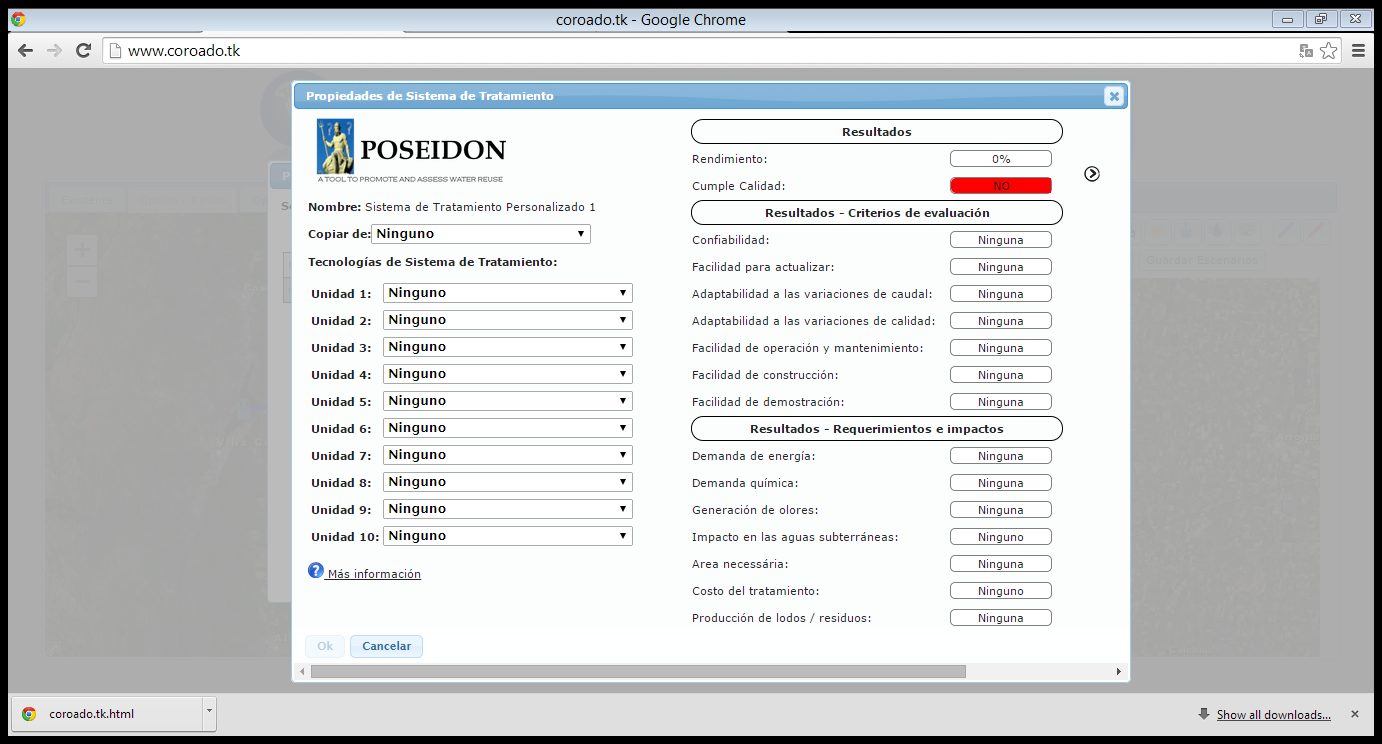 coroado.tk - Google Chrome
www.coroado.tk
Propiedades de Sistema de Tratamiento
POSEIDON
A TOOL TO PROMOTE AND ASSESS WATER REUSE
Nombre: Sistema de Tratamiento Personalizado 1
Copiar de: Ninguno
Tecnologías de Sistema de Tratamiento:
Unidad 1: Ninguno
Unidad 2: Ninguno
Unidad 3: Ninguno
Unidad 4: Ninguno
Unidad 5: Ninguno
Unidad 6: Ninguno
Unidad 7: Ninguno
Unidad 8: Ninguno
Unidad 9: Ninguno
Unidad 10: Ninguno
Más información
Ok Cancelar
Resultados
Rendimiento: 0%
Cumple Calidad: NO
Resultados - Criterios de evaluación
Confiabilidad: Ninguna
Facilidad para actualizar: Ninguna
Adaptabilidad a las variaciones de caudal: Ninguna
Adaptabilidad a las variaciones de calidad: Ninguna
Facilidad de operación y mantenimiento: Ninguna
Facilidad de construcción: Ninguna
Facilidad de demostración: Ninguna
Resultados - Requerimientos e impactos
Demanda de energía: Ninguna
Demanda química: Ninguna
Generación de olores: Ninguna
Impacto en las aguas subterráneas: Ninguno
Area necessária: Ninguna
Costo del tratamiento: Ninguno
Producción de lodos / residuos: Ninguna
Guardar Escenarios
coroado.tk.html
Show all downloads...